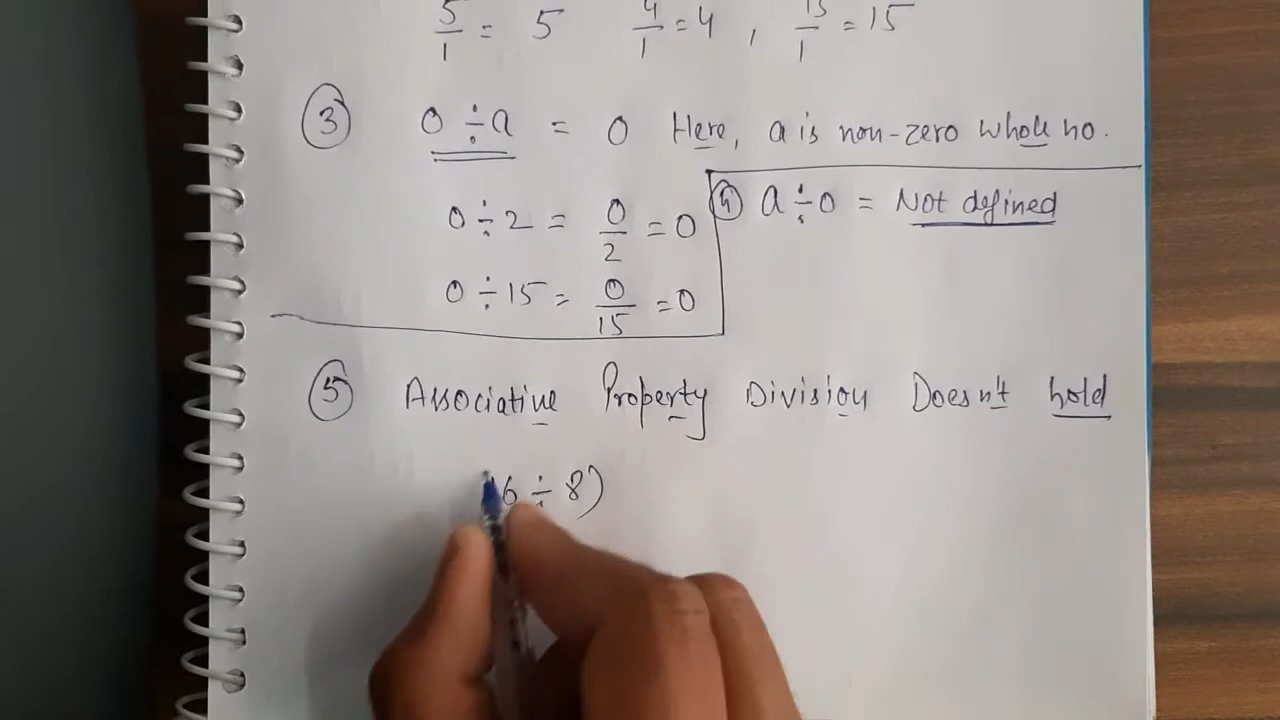 5/1 = 5 4/1 = 4 , 15/1 = 15
③ 0 ÷ a = 0 Here, a is non-zero whole no.
0 ÷ 2 = 0/2 = 0
④ a ÷ 0 = Not defined
0 ÷ 15 = 0/15 = 0
⑤ Associative Property Division Doesn't hold
16 ÷ 8)